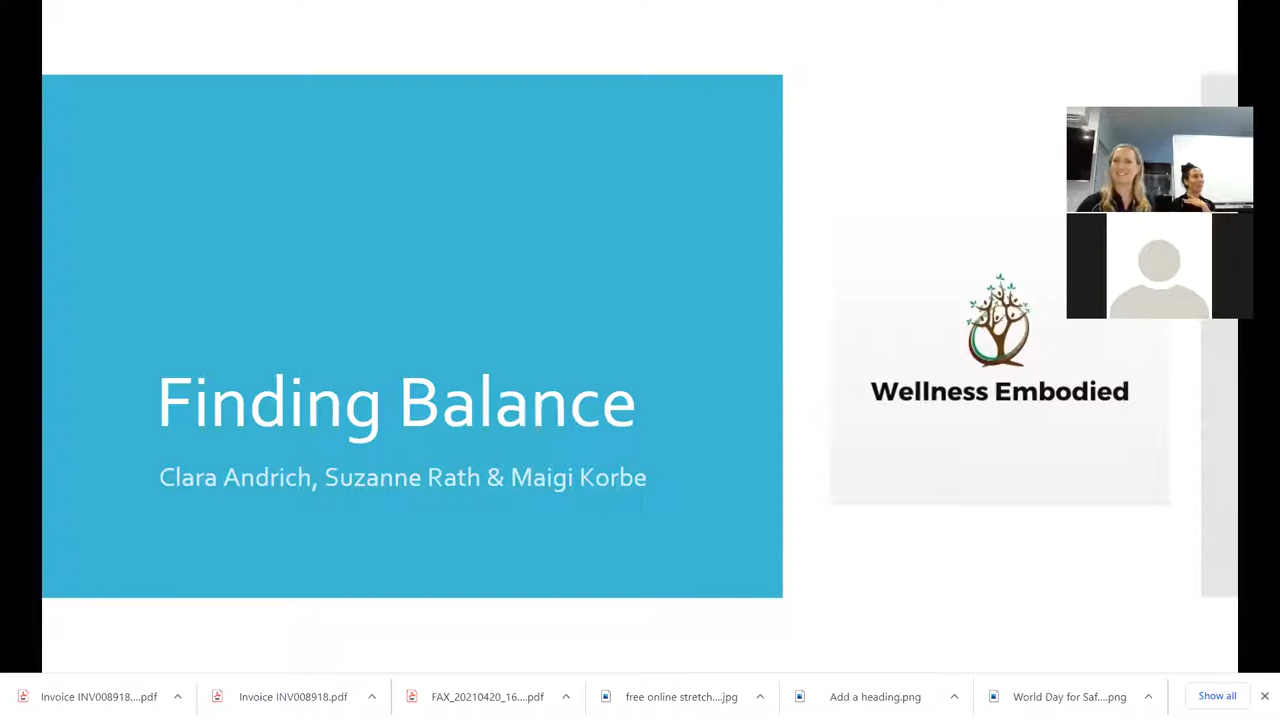 Finding Balance
Clara Andrich, Suzanne Rath & Maigi Korbe
Wellness Embodied
Invoice INV008918....pdf
Invoice INV008918.pdf
FAX_20210420_16....pdf
free online stretch....jpg
Add a heading.png
World Day for Saf....png
Show all